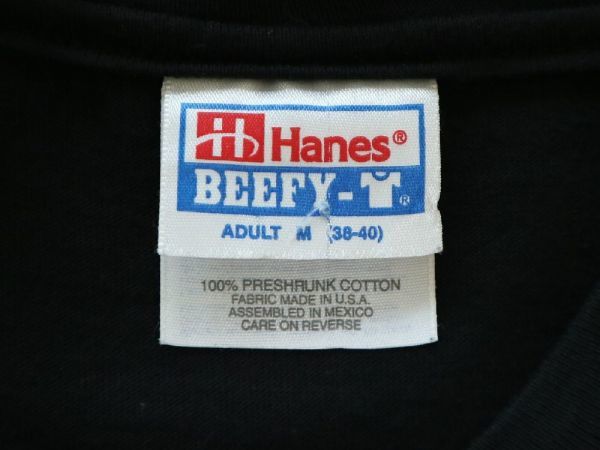 H Hanes®
BEEFY-T®
ADULT M (38-40)
100% PRESHRUNK COTTON
FABRIC MADE IN U.S.A.
ASSEMBLED IN MEXICO
CARE ON REVERSE